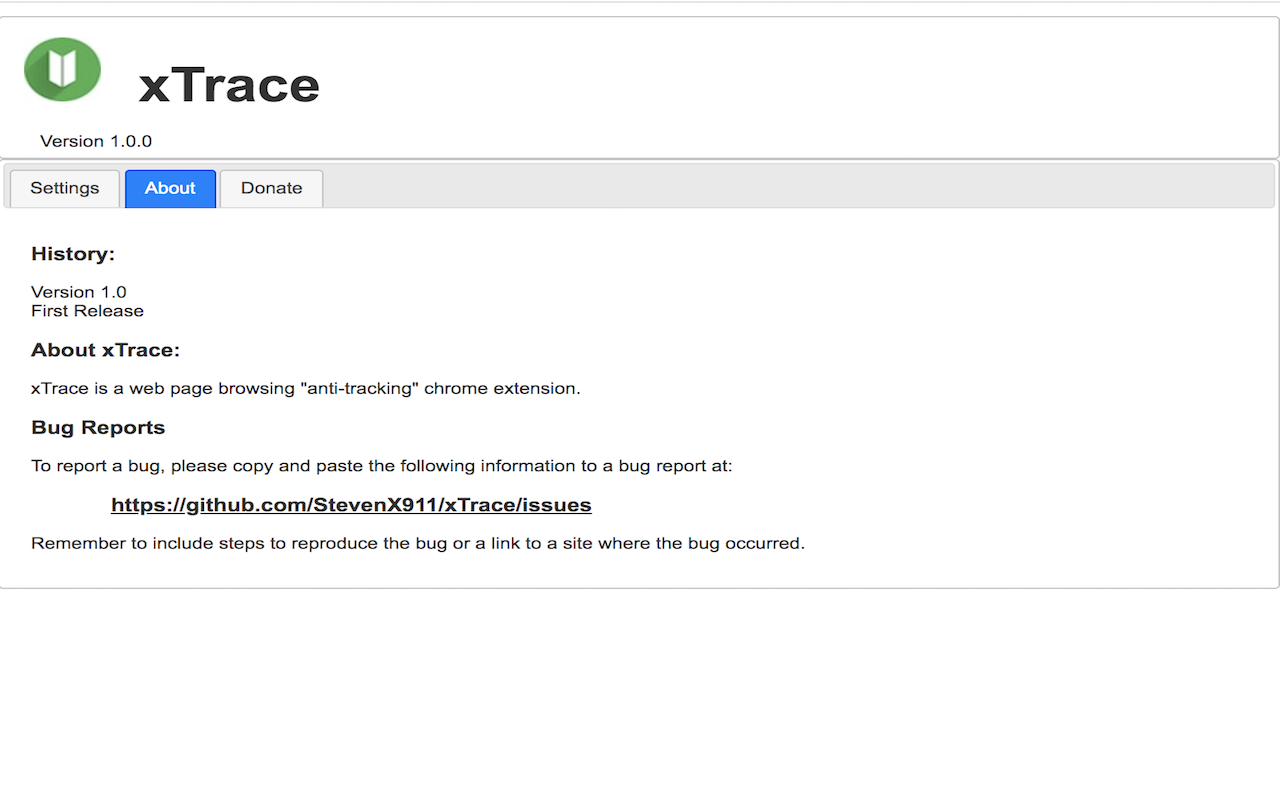 xTrace
Version 1.0.0
Settings
About
Donate
History:
Version 1.0
First Release
About xTrace:
xTrace is a web page browsing "anti-tracking" chrome extension.
Bug Reports
To report a bug, please copy and paste the following information to a bug report at:
https://github.com/StevenX911/xTrace/issues
Remember to include steps to reproduce the bug or a link to a site where the bug occurred.